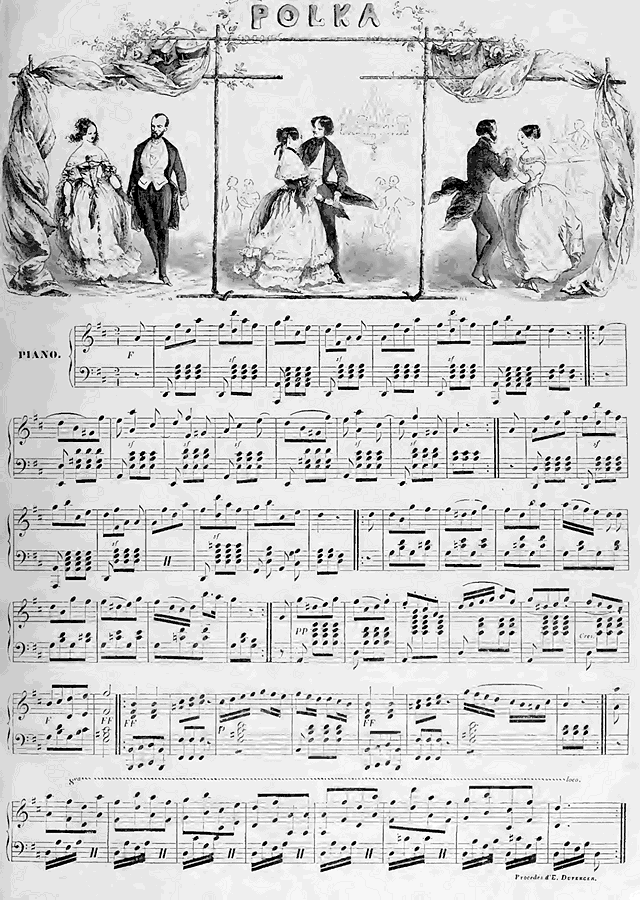 POLKA
PIANO.
F
sf sf sf
sf sf sf sf sf
sf sf
PP
Cres
F FF FF P FF FF
8va loco.
Procédés d'E. DUVERGER.